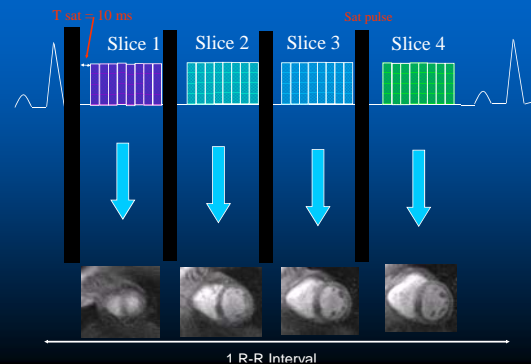 T sat = 10 ms
Sat pulse
Slice 1
Slice 2
Slice 3
Slice 4
1 R-R Interval